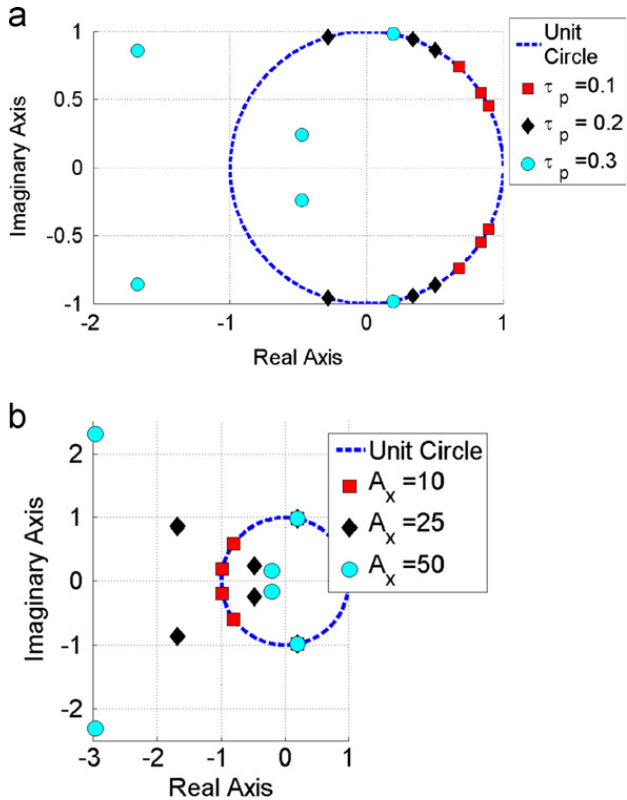 a
Imaginary Axis
1
0.5
0
-0.5
-1
-2
-1
0
1
Real Axis
Unit
Circle
τ p =0.1
τ p = 0.2
τ p =0.3
b
Imaginary Axis
2
1
0
-1
-2
-3
-2
-1
0
1
Real Axis
Unit Circle
A x =10
A x =25
A x =50